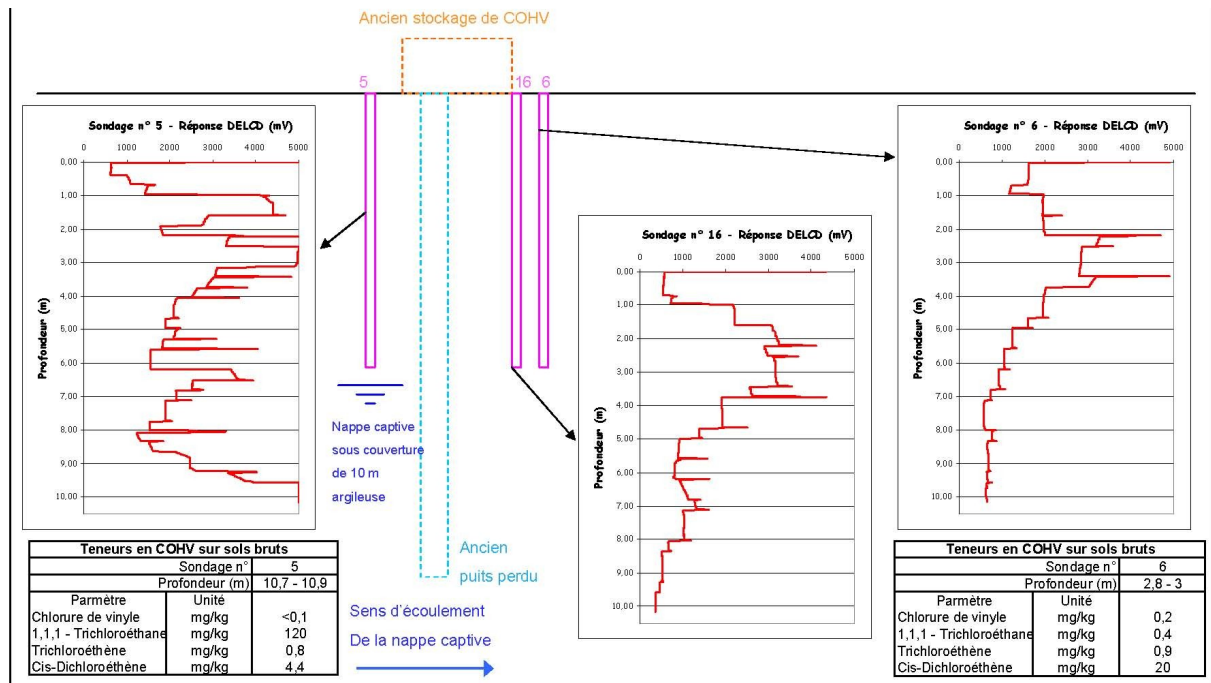 Ancien stockage de COHV
5
16
6
Sondage n° 5 - Réponse DELCD (mV)
0 1000 2000 3000 4000 5000
0,00
1,00
2,00
3,00
4,00
5,00
6,00
7,00
8,00
9,00
10,00
Profondeur (m)
Sondage n° 16 - Réponse DELCD (mV)
0 1000 2000 3000 4000 5000
0,00
1,00
2,00
3,00
4,00
5,00
6,00
7,00
8,00
9,00
10,00
Profondeur (m)
Sondage n° 6 - Réponse DELCD (mV)
0 1000 2000 3000 4000 5000
0,00
1,00
2,00
3,00
4,00
5,00
6,00
7,00
8,00
9,00
10,00
Profondeur (m)
Nappe captive
sous couverture
de 10 m
argileuse
Ancien
puits perdu
Sens d'écoulement
De la nappe captive
Teneurs en COHV sur sols bruts
Sondage n° 5
Profondeur (m) 10,7 - 10,9
Parmètre Unité
Chlorure de vinyle mg/kg <0,1
1,1,1 - Trichloroéthane mg/kg 120
Trichloroéthène mg/kg 0,8
Cis-Dichloroéthène mg/kg 4,4
Teneurs en COHV sur sols bruts
Sondage n° 6
Profondeur (m) 2,8 - 3
Parmètre Unité
Chlorure de vinyle mg/kg 0,2
1,1,1 - Trichloroéthane mg/kg 0,4
Trichloroéthène mg/kg 0,9
Cis-Dichloroéthène mg/kg 20